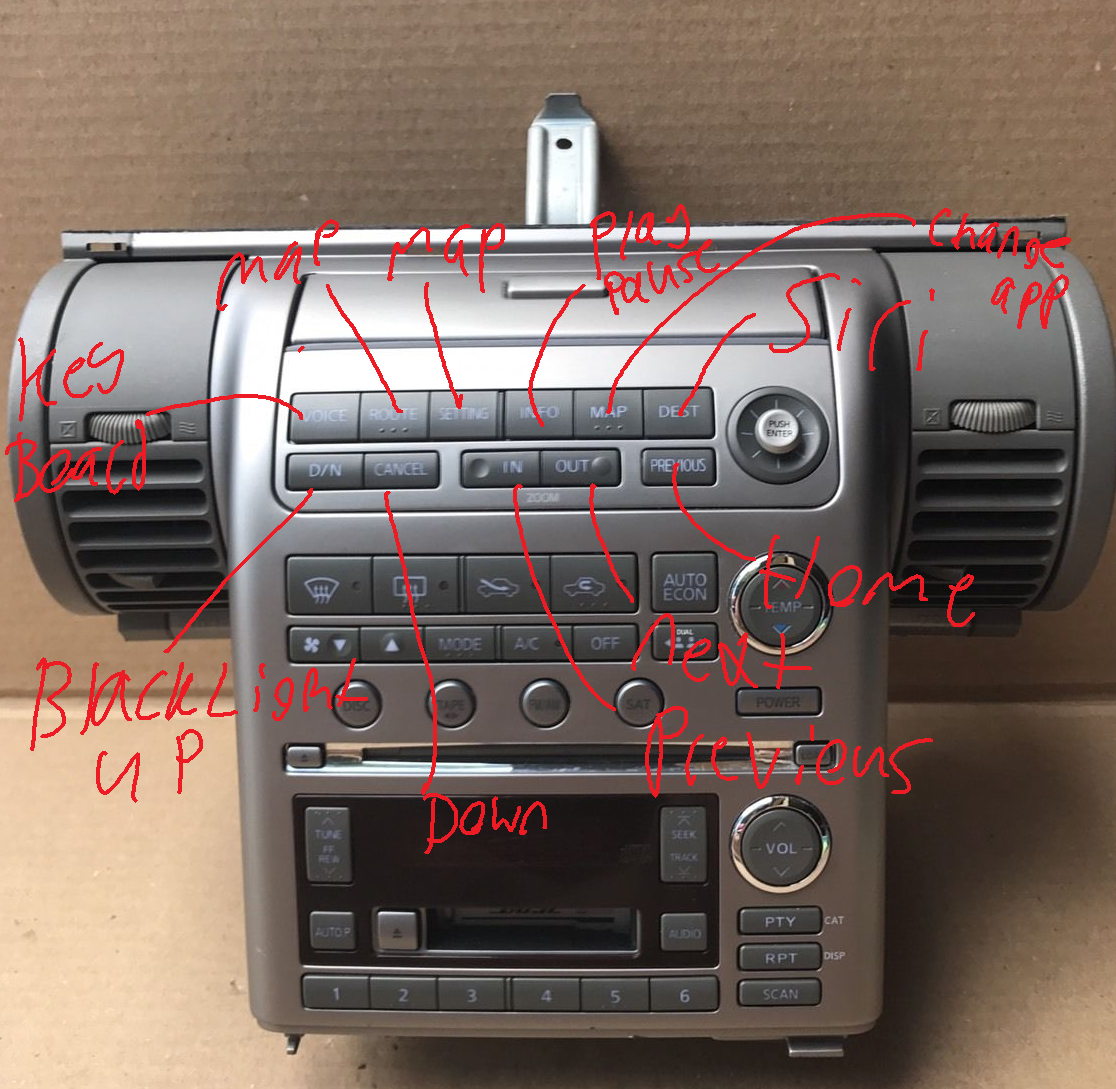 map
map
play
pause
change
app
Siri
Key
Board
VOICE
ROUTE
SETTING
INFO
MAP
DEST
PUSH
ENTER
D/N
CANCEL
IN
OUT
PREVIOUS
ZOOM
Home
AUTO
ECON
TEMP
MODE
A/C
OFF
DUAL
next
BlackLight
UP
DISC
TAPE
SAT
POWER
Previous
Down
TUNE
FF
REW
SEEK
TRACK
VOL
AUTO.P
AUDIO
PTY CAT
RPT DISP
SCAN
1 2 3 4 5 6